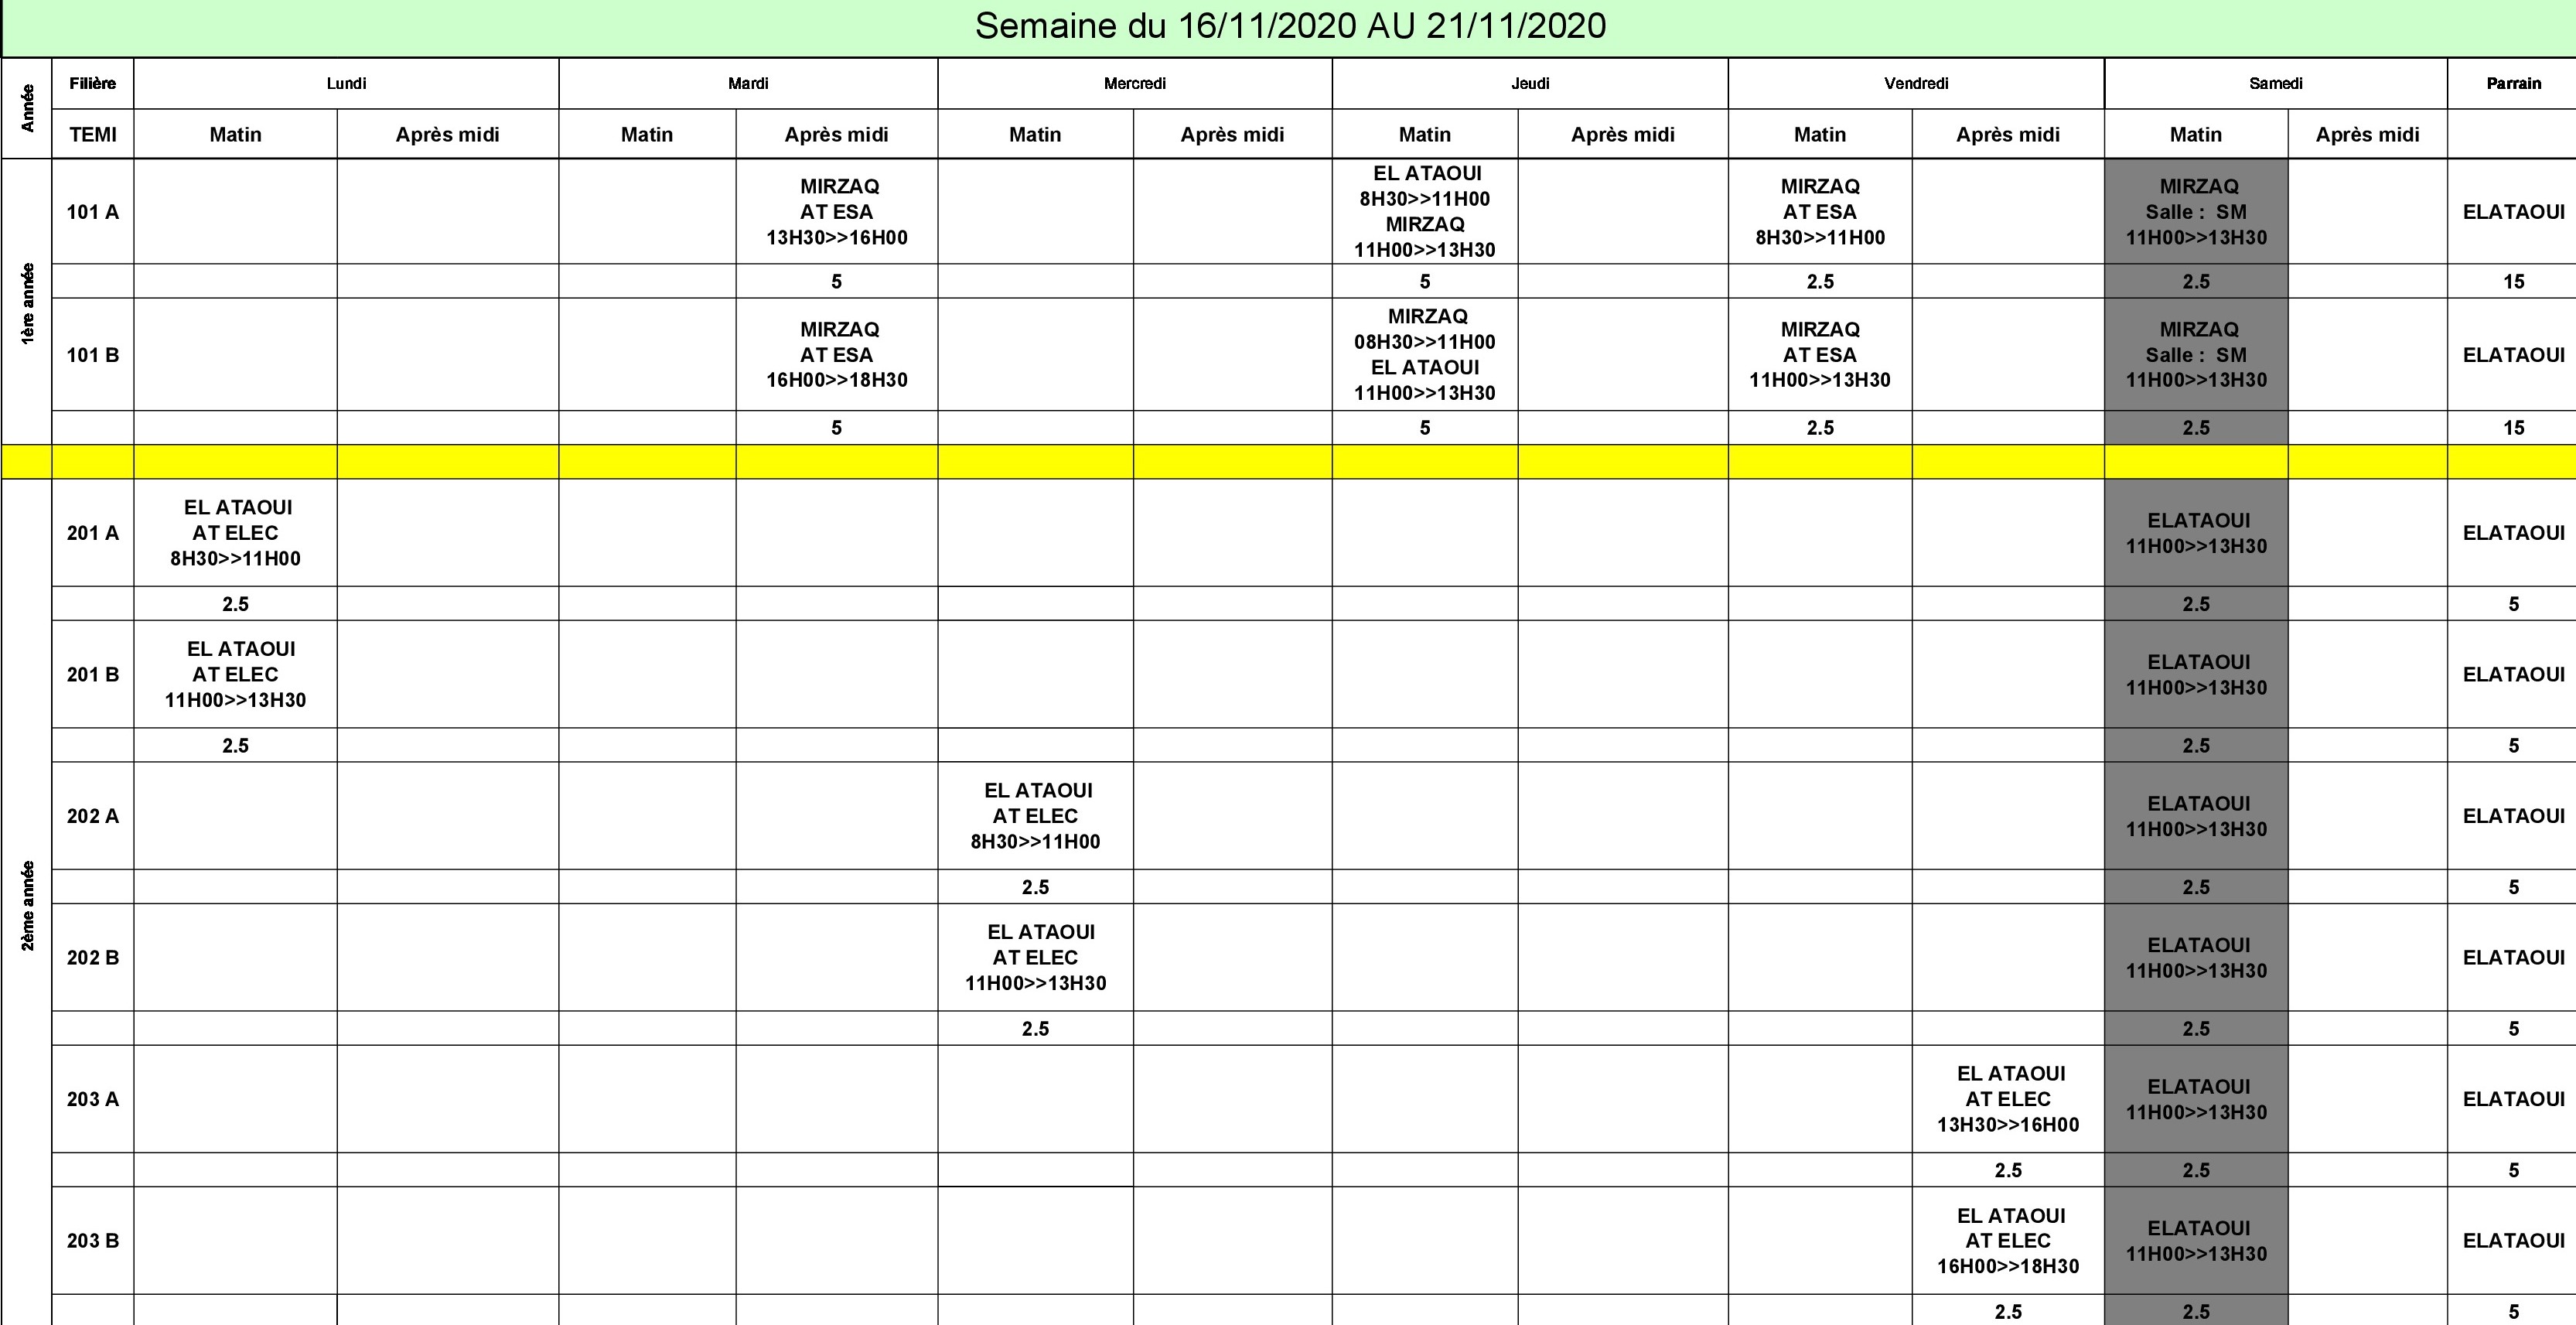 Semaine du 16/11/2020 AU 21/11/2020
Année Filière Lundi Mardi Mercredi Jeudi Vendredi Samedi Parrain
TEMI Matin Après midi Matin Après midi Matin Après midi Matin Après midi Matin Après midi Matin Après midi
1ère année
101 A
MIRZAQ
AT ESA
13H30>>16H00
EL ATAOUI
8H30>>11H00
MIRZAQ
11H00>>13H30
MIRZAQ
AT ESA
8H30>>11H00
MIRZAQ
Salle : SM
11H00>>13H30
ELATAOUI
5 5 2.5 2.5 15
101 B
MIRZAQ
AT ESA
16H00>>18H30
MIRZAQ
08H30>>11H00
EL ATAOUI
11H00>>13H30
MIRZAQ
AT ESA
11H00>>13H30
MIRZAQ
Salle : SM
11H00>>13H30
ELATAOUI
5 5 2.5 2.5 15
2ème année
201 A
EL ATAOUI
AT ELEC
8H30>>11H00
ELATAOUI
11H00>>13H30
ELATAOUI
2.5 2.5 5
201 B
EL ATAOUI
AT ELEC
11H00>>13H30
ELATAOUI
11H00>>13H30
ELATAOUI
2.5 2.5 5
202 A
EL ATAOUI
AT ELEC
8H30>>11H00
ELATAOUI
11H00>>13H30
ELATAOUI
2.5 2.5 5
202 B
EL ATAOUI
AT ELEC
11H00>>13H30
ELATAOUI
11H00>>13H30
ELATAOUI
2.5 2.5 5
203 A
EL ATAOUI
AT ELEC
13H30>>16H00
ELATAOUI
11H00>>13H30
ELATAOUI
2.5 2.5 5
203 B
EL ATAOUI
AT ELEC
16H00>>18H30
ELATAOUI
11H00>>13H30
ELATAOUI
2.5 2.5 5